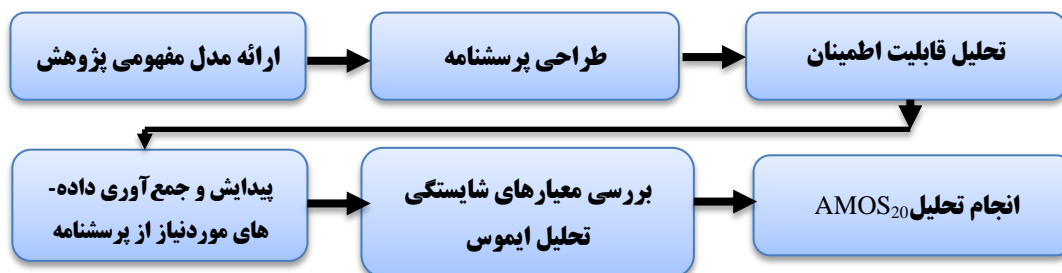 ارائه مدل مفهومی پژوهش
طراحی پرسشنامه
تحلیل قابلیت اطمینان
پیدایش و جمع‌آوری داده-
های موردنیاز از پرسشنامه
بررسی معیارهای شایستگی
تحلیل ایموس
انجام تحلیلAMOS₂₀